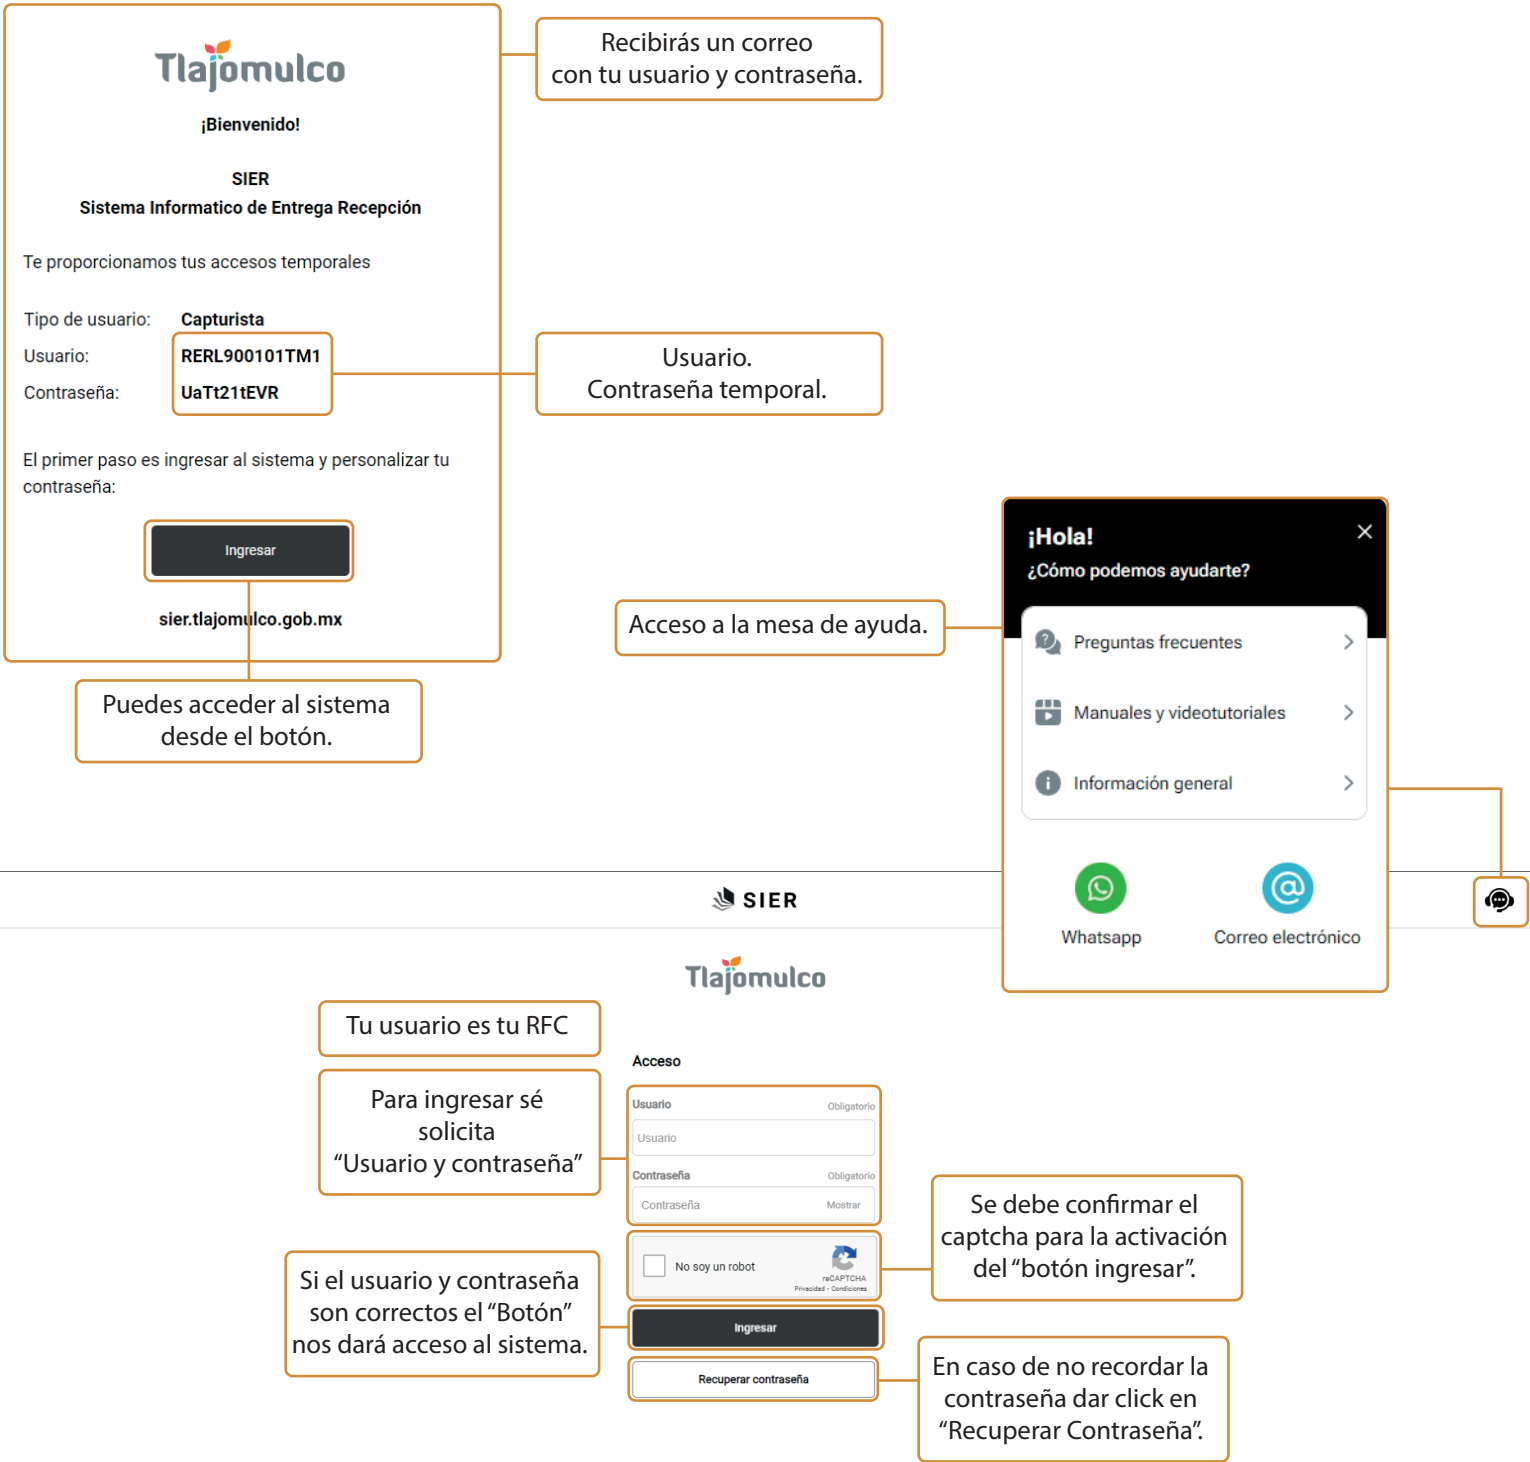 Tlajomulco
¡Bienvenido!
SIER
Sistema Informatico de Entrega Recepción
Te proporcionamos tus accesos temporales
Tipo de usuario: Capturista
Usuario: RERL900101TM1
Contraseña: UaTt21tEVR
El primer paso es ingresar al sistema y personalizar tu
contraseña:
Ingresar
sier.tlajomulco.gob.mx
Recibirás un correo
con tu usuario y contraseña.
Usuario.
Contraseña temporal.
Puedes acceder al sistema
desde el botón.
Acceso a la mesa de ayuda.
¡Hola!
¿Cómo podemos ayudarte?
Preguntas frecuentes
Manuales y videotutoriales
Información general
Whatsapp
Correo electrónico
SIER
Tlajomulco
Tu usuario es tu RFC
Para ingresar sé
solicita
“Usuario y contraseña”
Acceso
Usuario Obligatorio
Usuario
Contraseña Obligatorio
Contraseña Mostrar
No soy un robot
reCAPTCHA
Privacidad - Condiciones
Ingresar
Recuperar contraseña
Se debe confirmar el
captcha para la activación
del “botón ingresar”.
Si el usuario y contraseña
son correctos el “Botón”
nos dará acceso al sistema.
En caso de no recordar la
contraseña dar click en
“Recuperar Contraseña”.